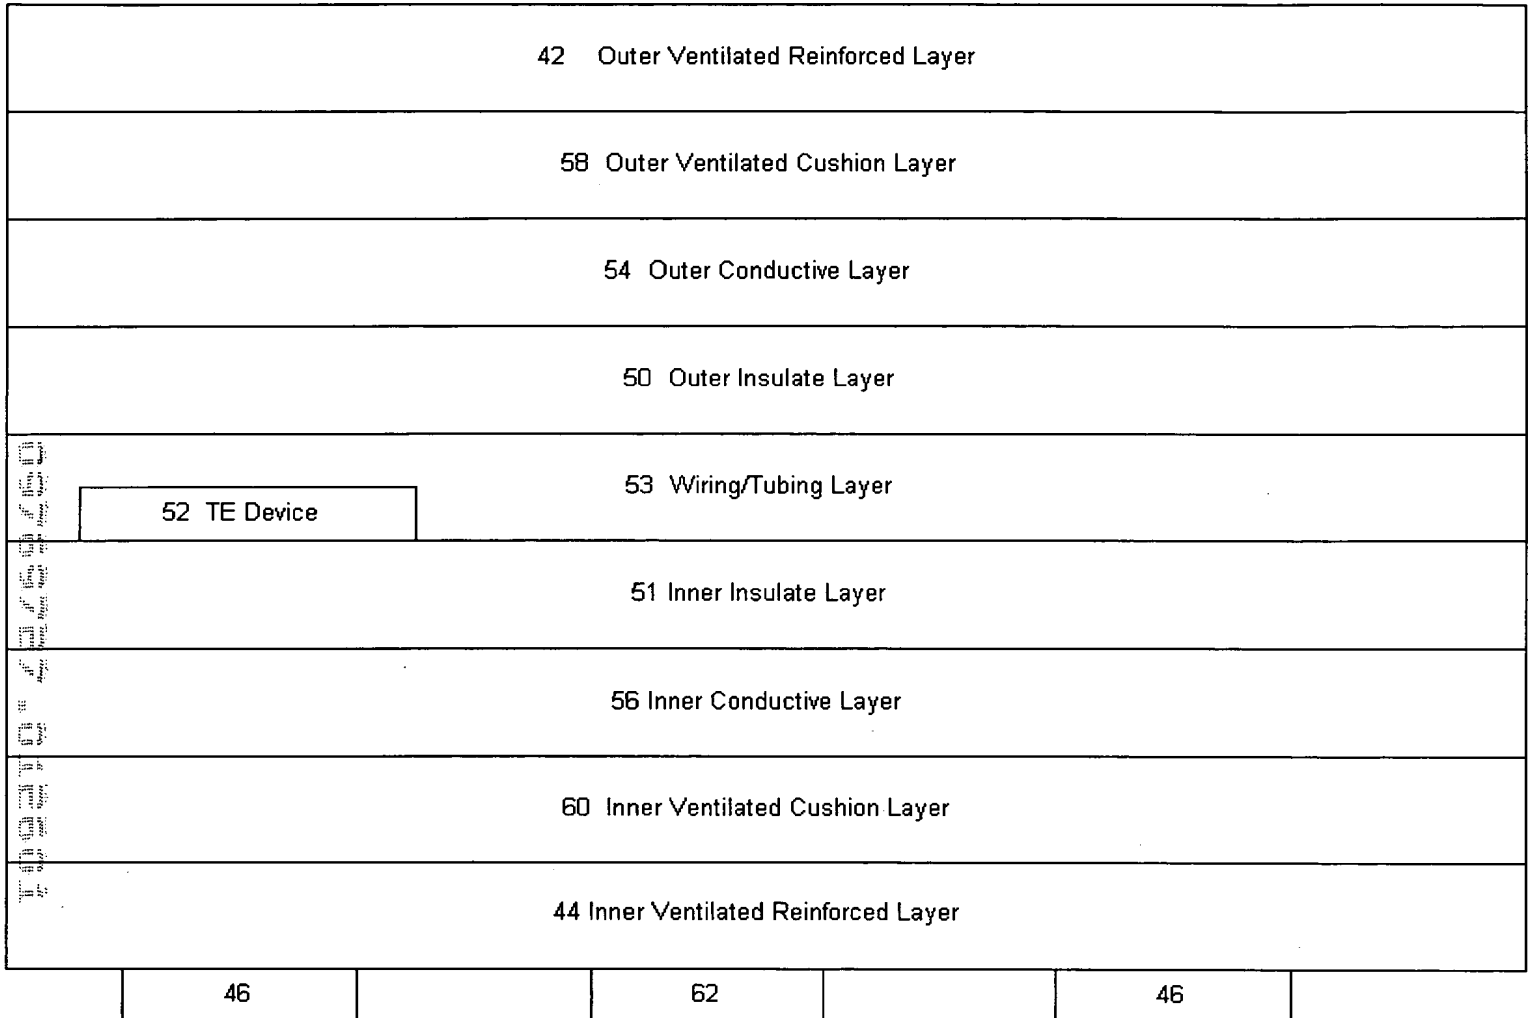 42 Outer Ventilated Reinforced Layer
58 Outer Ventilated Cushion Layer
54 Outer Conductive Layer
50 Outer Insulate Layer
53 Wiring/Tubing Layer
52 TE Device
51 Inner Insulate Layer
56 Inner Conductive Layer
60 Inner Ventilated Cushion Layer
44 Inner Ventilated Reinforced Layer
46 62 46